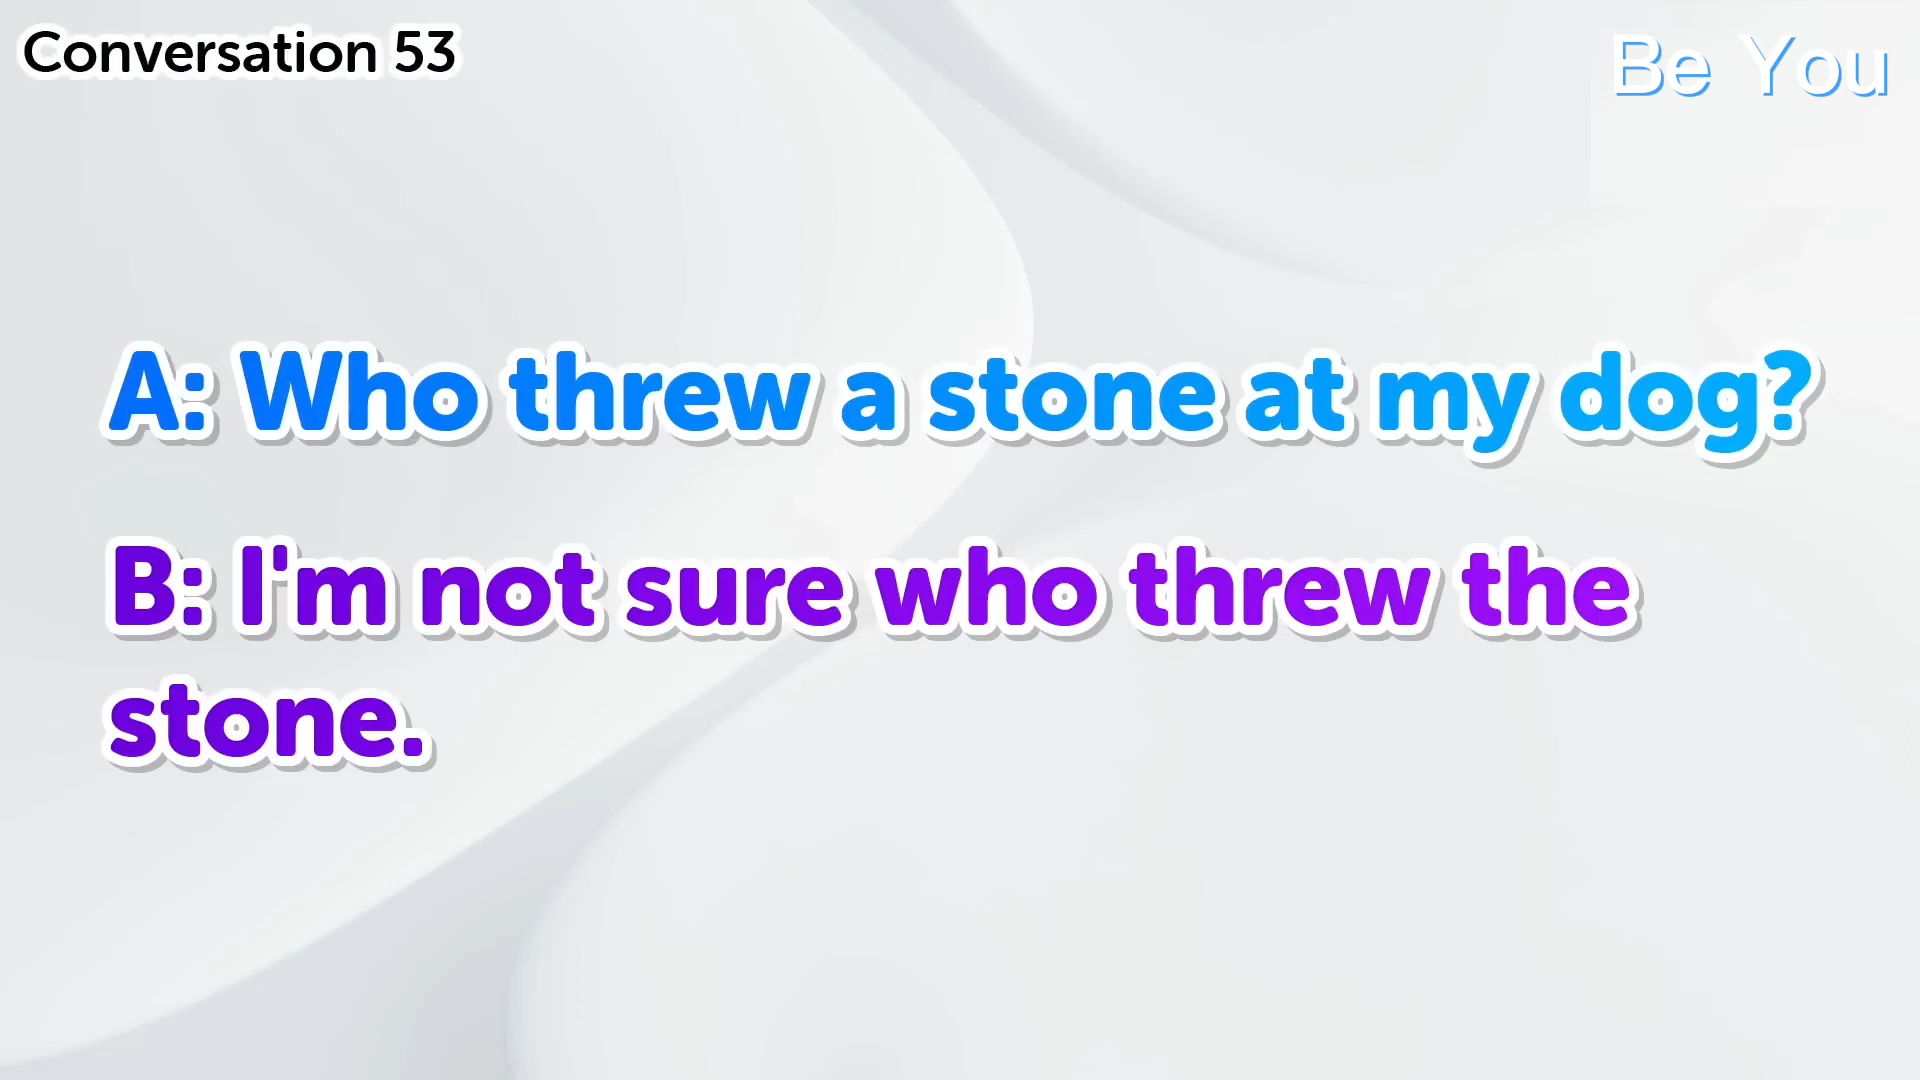 Conversation 53
Be You
A: Who threw a stone at my dog?
B: I'm not sure who threw the
stone.